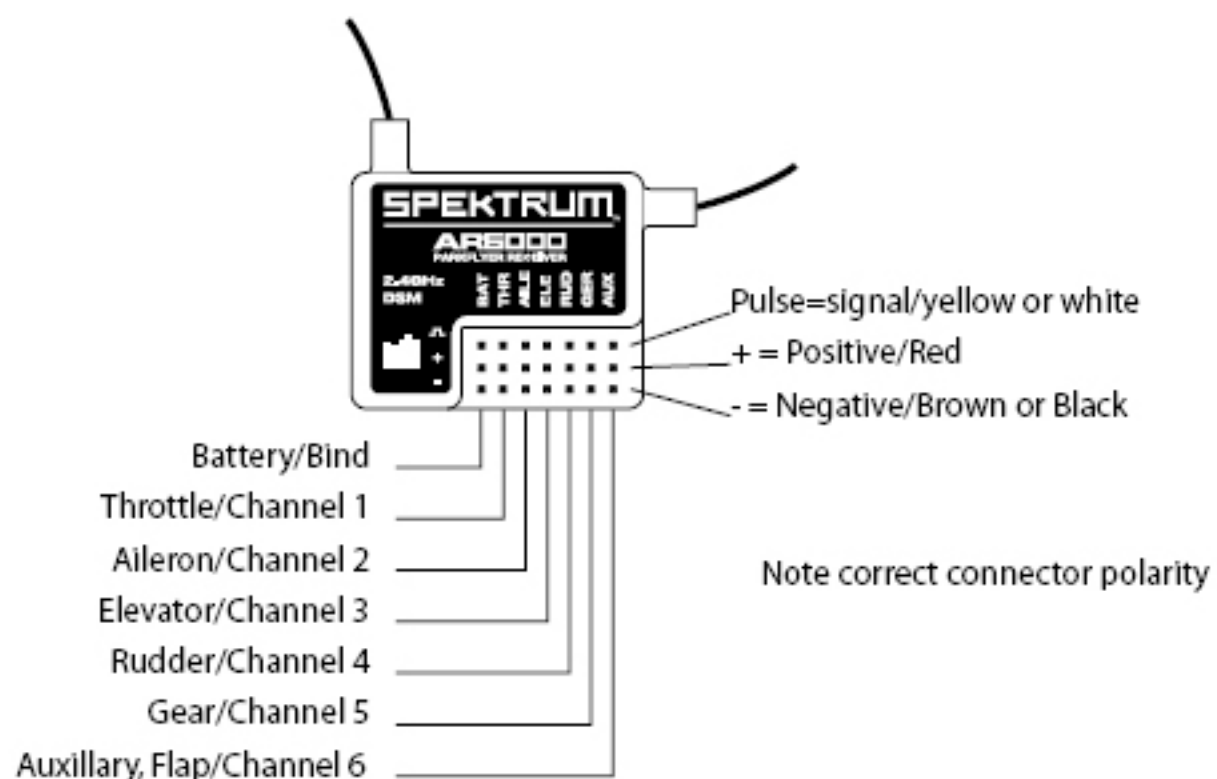 SPEKTRUM
AR6000
PARKFLYER RECEIVER
2.4GHz
DSM
BAT
THR
AILE
ELE
RUD
GER
AUX
+
-
Pulse=signal/yellow or white
+ = Positive/Red
- = Negative/Brown or Black
Battery/Bind
Throttle/Channel 1
Aileron/Channel 2
Elevator/Channel 3
Note correct connector polarity
Rudder/Channel 4
Gear/Channel 5
Auxillary, Flap/Channel 6